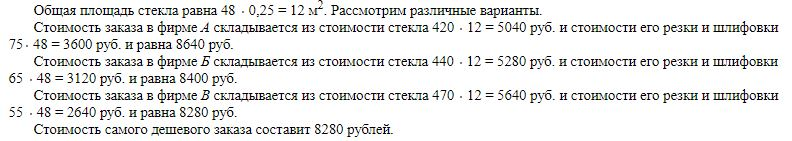 Общая площадь стекла равна 48 · 0,25 = 12 м². Рассмотрим различные варианты.
Стоимость заказа в фирме А складывается из стоимости стекла 420 · 12 = 5040 руб. и стоимости его резки и шлифовки
75 · 48 = 3600 руб. и равна 8640 руб.
Стоимость заказа в фирме Б складывается из стоимости стекла 440 · 12 = 5280 руб. и стоимости его резки и шлифовки
65 · 48 = 3120 руб. и равна 8400 руб.
Стоимость заказа в фирме В складывается из стоимости стекла 470 · 12 = 5640 руб. и стоимости его резки и шлифовки
55 · 48 = 2640 руб. и равна 8280 руб.
Стоимость самого дешевого заказа составит 8280 рублей.